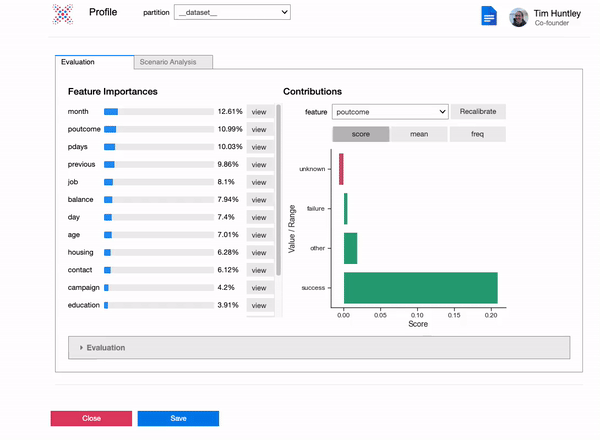 Profile
partition
__dataset__
Tim Huntley
Co-founder
Evaluation
Scenario Analysis
Feature Importances
month 12.61% view
poutcome 10.99% view
pdays 10.03% view
previous 9.86% view
job 8.1% view
balance 7.94% view
day 7.4% view
age 7.01% view
housing 6.28% view
contact 6.12% view
campaign 4.2% view
education 3.91% view
Contributions
feature
poutcome
Recalibrate
score mean freq
Value / Range
unknown
failure
other
success
0.00 0.05 0.10 0.15 0.20
Score
Evaluation
Close
Save